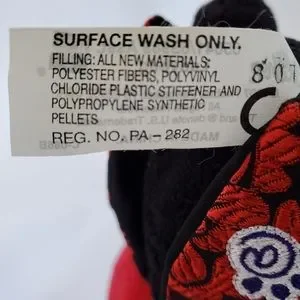 SURFACE WASH ONLY.
FILLING: ALL NEW MATERIALS:
POLYESTER FIBERS, POLYVINYL
CHLORIDE PLASTIC STIFFENER AND
POLYPROPYLENE SYNTHETIC
PELLETS
REG. NO. PA-282